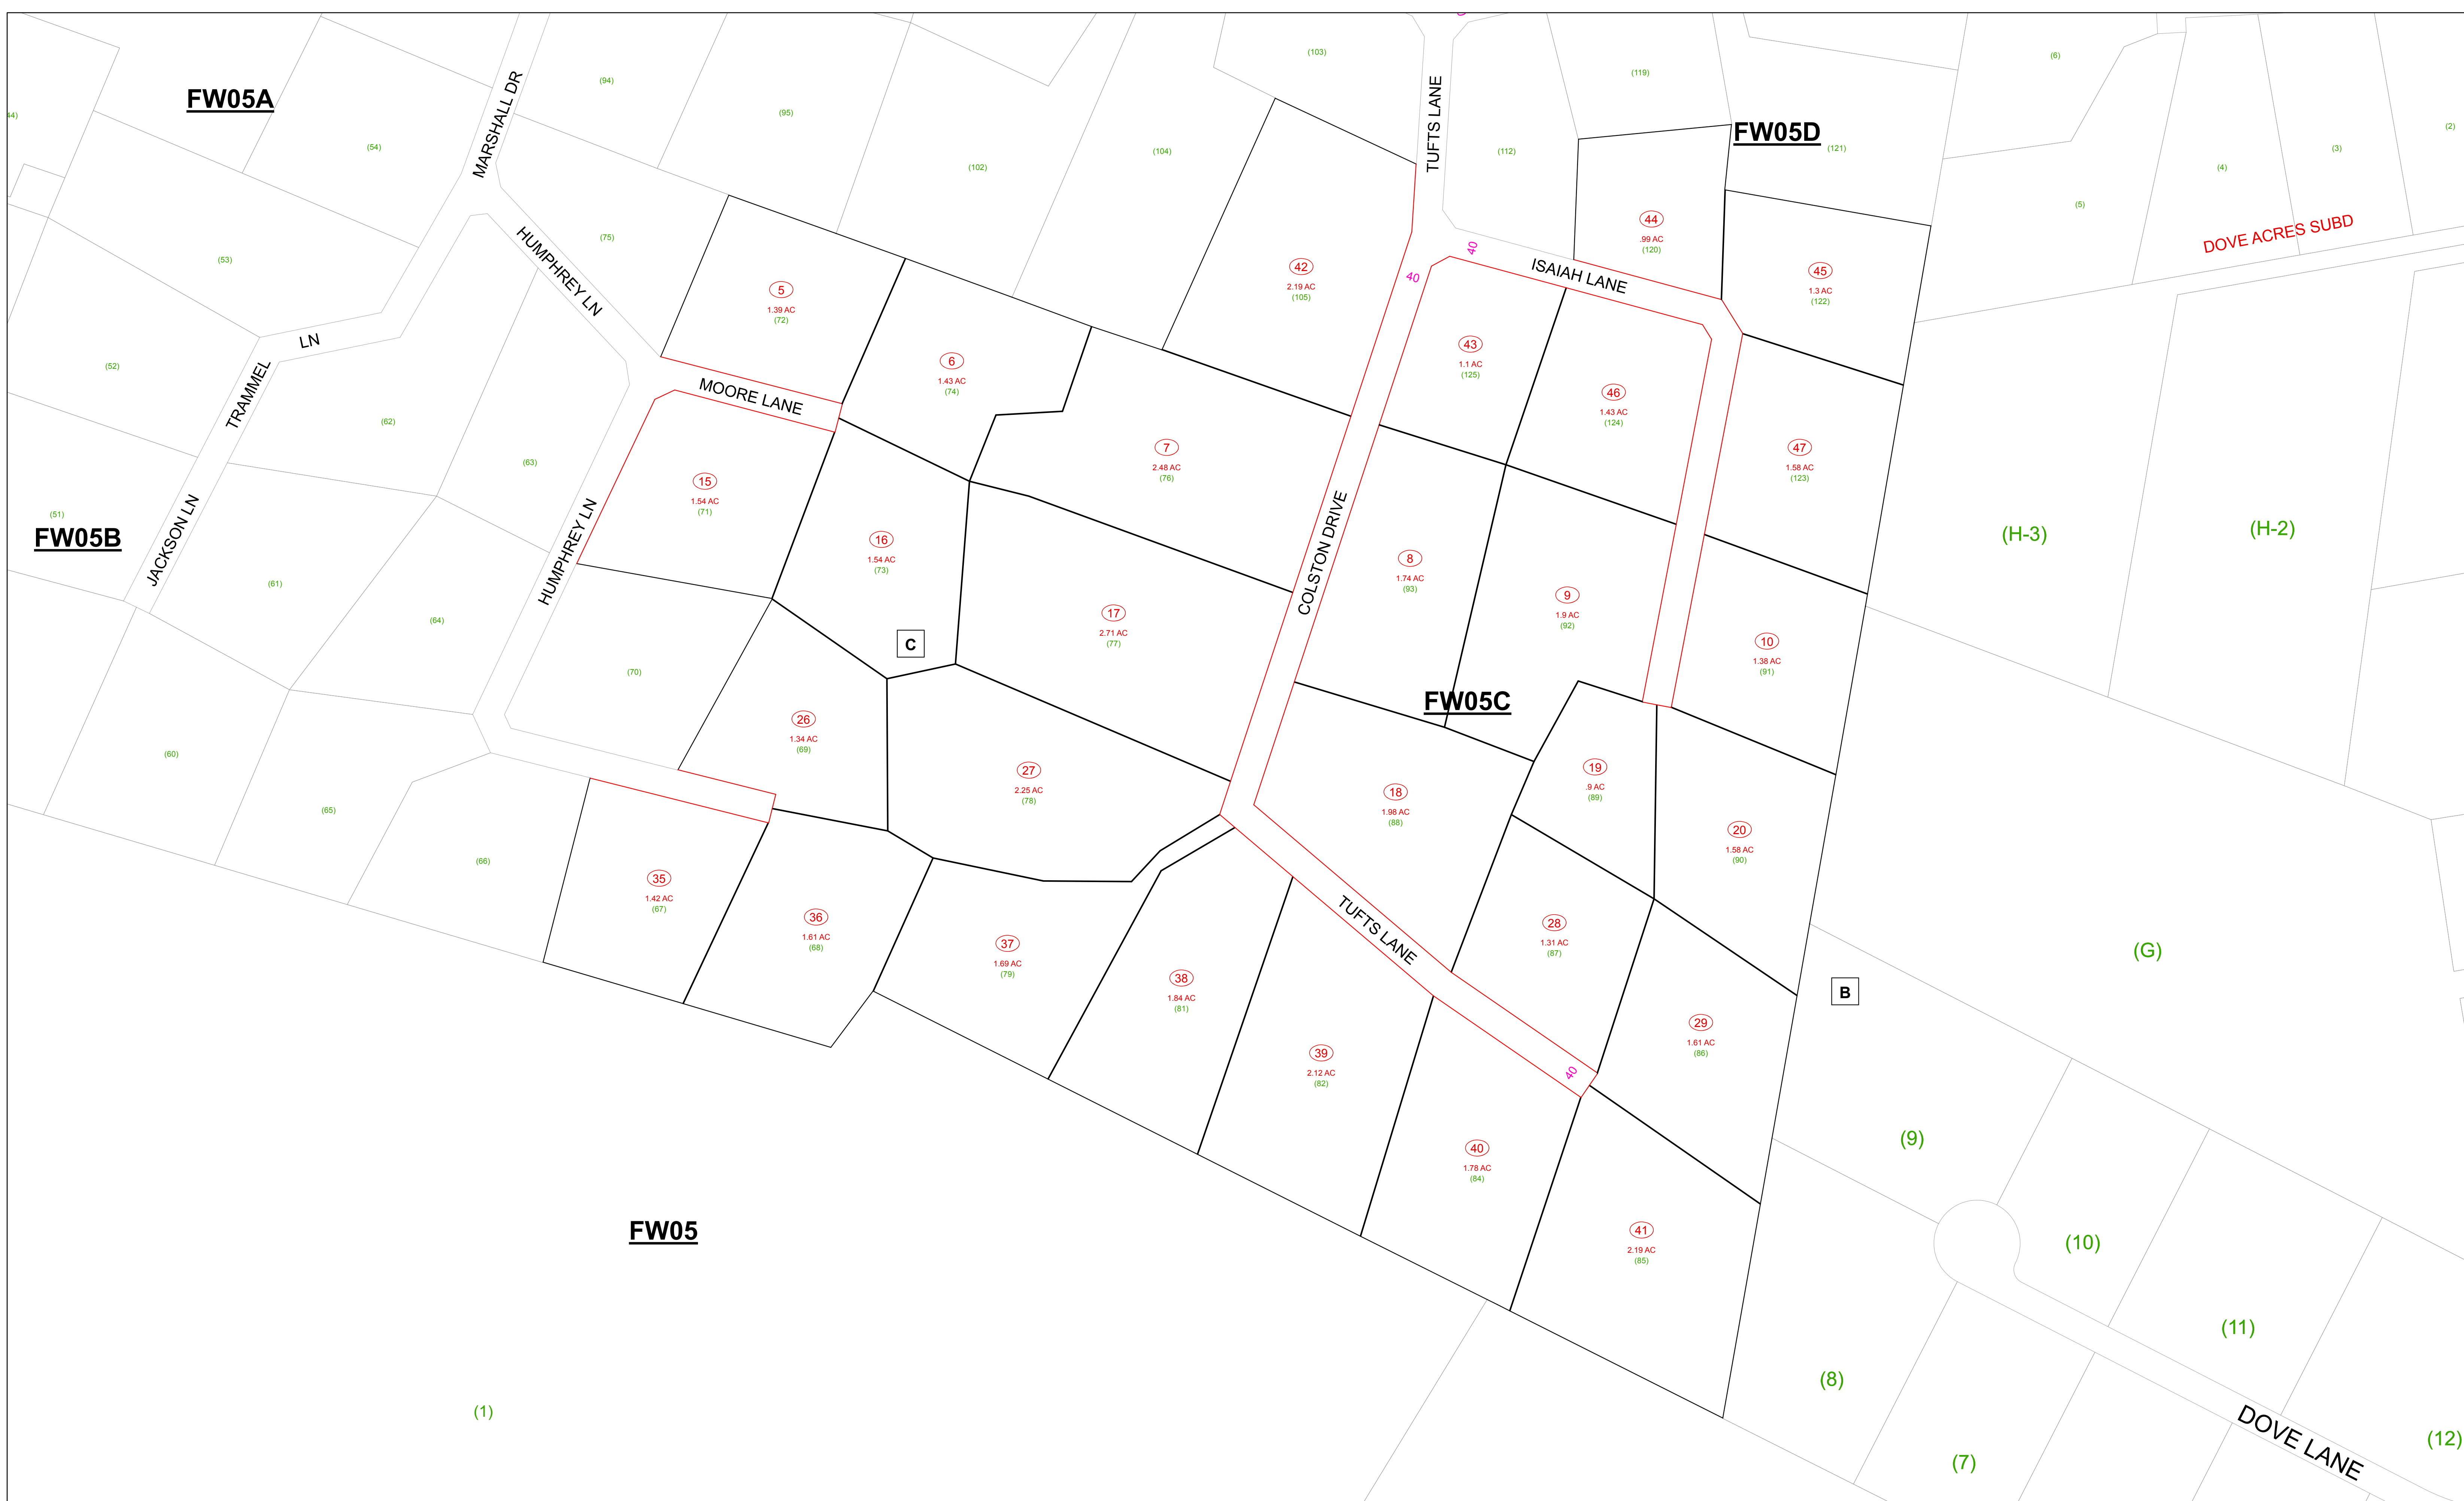 (103)
(6)
(119)
(94)
FW05A
(95)
MARSHALL DR
TUFTS LANE
44)
(2)
FW05D
(121)
(3)
(54)
(104)
(112)
(102)
(4)
(5)
44
.99 AC
(120)
DOVE ACRES SUBD
(75)
HUMPHREY LN
40
40
ISAIAH LANE
(53)
42
2.19 AC
(105)
45
1.3 AC
(122)
5
1.39 AC
(72)
LN
TRAMMEL
43
1.1 AC
(125)
6
1.43 AC
(74)
(52)
MOORE LANE
46
1.43 AC
(124)
(62)
7
2.48 AC
(76)
47
1.58 AC
(123)
(63)
15
1.54 AC
(71)
(51)
FW05B
JACKSON LN
HUMPHREY LN
16
1.54 AC
(73)
COLSTON DRIVE
8
1.74 AC
(93)
(H-3)
(H-2)
(61)
9
1.9 AC
(92)
17
2.71 AC
(77)
(64)
C
10
1.38 AC
(91)
(70)
FW05C
26
1.34 AC
(69)
(60)
27
2.25 AC
(78)
19
.9 AC
(89)
18
1.98 AC
(88)
(65)
20
1.58 AC
(90)
(66)
35
1.42 AC
(67)
36
1.61 AC
(68)
TUFTS LANE
28
1.31 AC
(87)
37
1.69 AC
(79)
(G)
38
1.84 AC
(81)
B
29
1.61 AC
(86)
39
2.12 AC
(82)
40
(9)
40
1.78 AC
(84)
FW05
41
2.19 AC
(85)
(10)
(11)
(8)
(1)
DOVE LANE
(12)
(7)